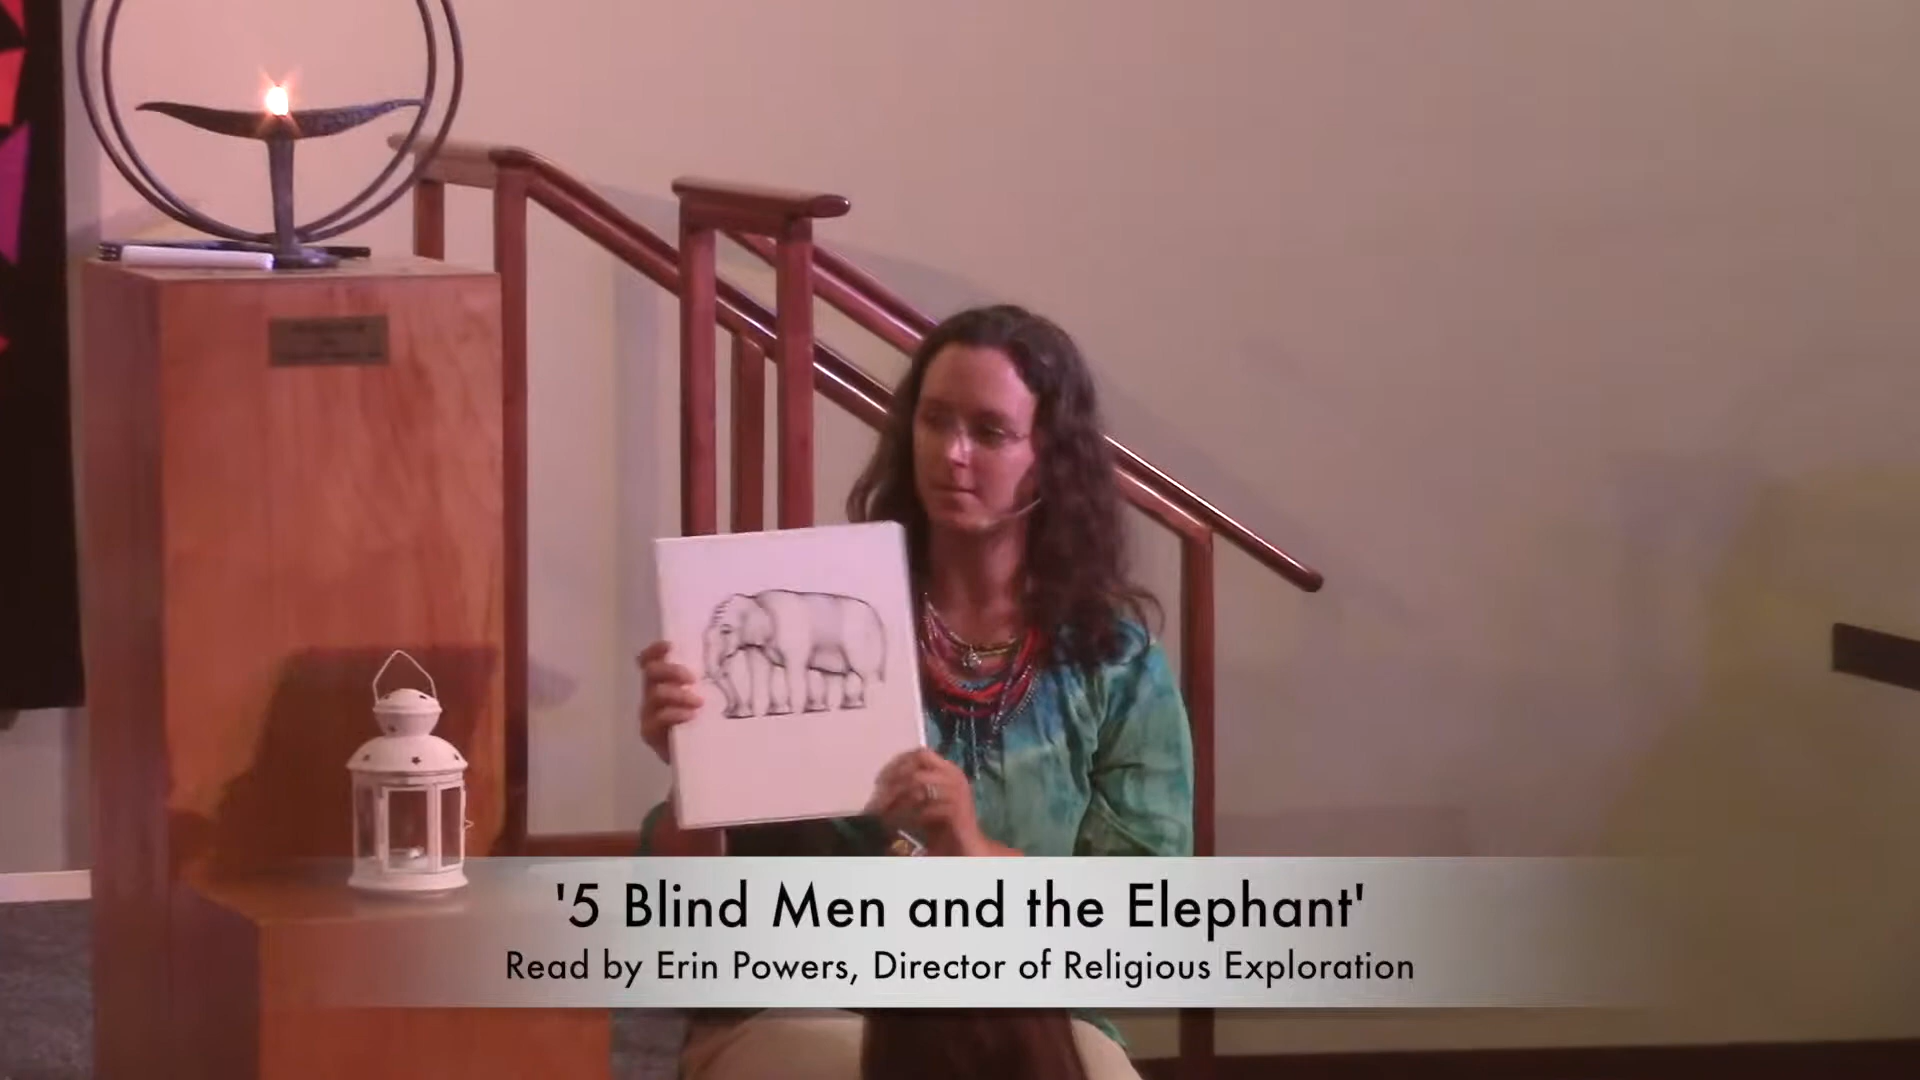 '5 Blind Men and the Elephant'
Read by Erin Powers, Director of Religious Exploration